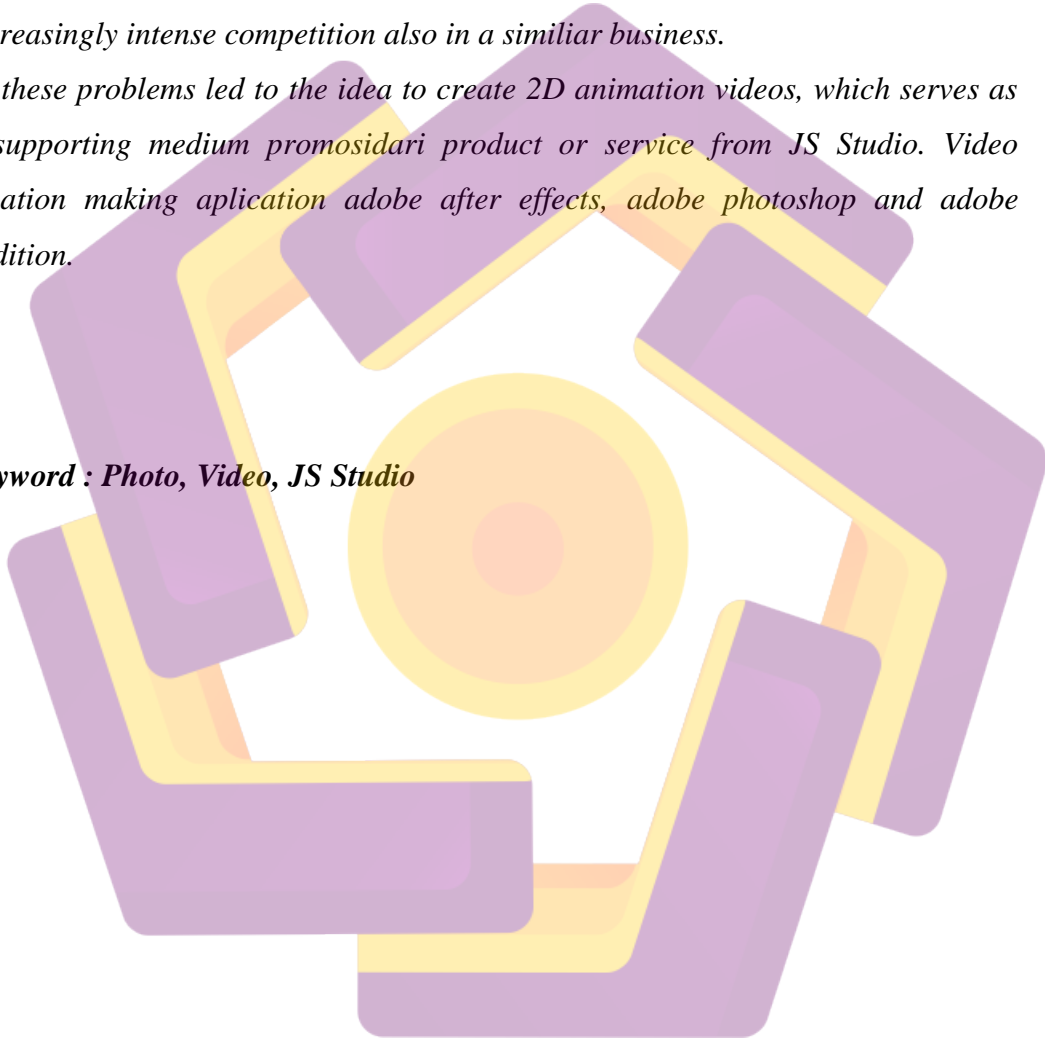 reasingly intense competition also in a similiar business.
these problems led to the idea to create 2D animation videos, which serves as
supporting medium promosidari product or service from JS Studio. Video
ation making aplication adobe after effects, adobe photoshop and adobe
dition.
yword : Photo, Video, JS Studio